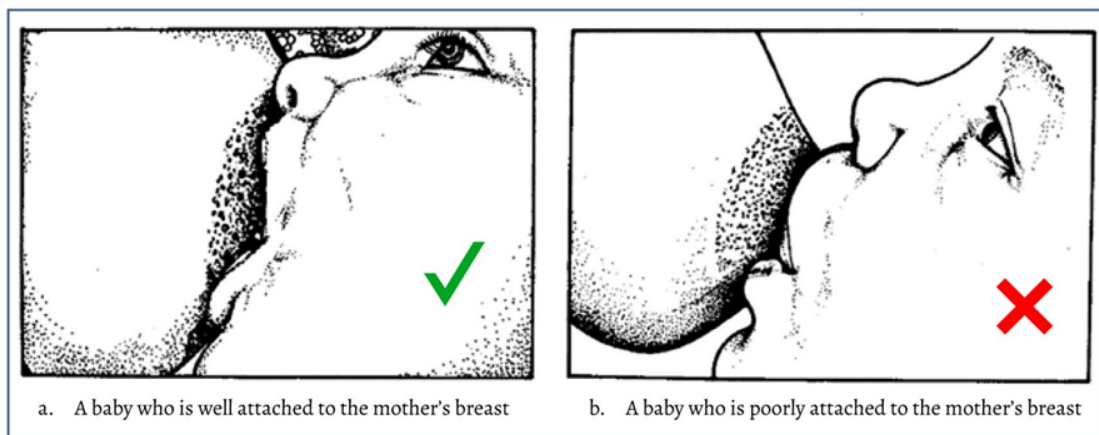 a. A baby who is well attached to the mother’s breast
b. A baby who is poorly attached to the mother’s breast